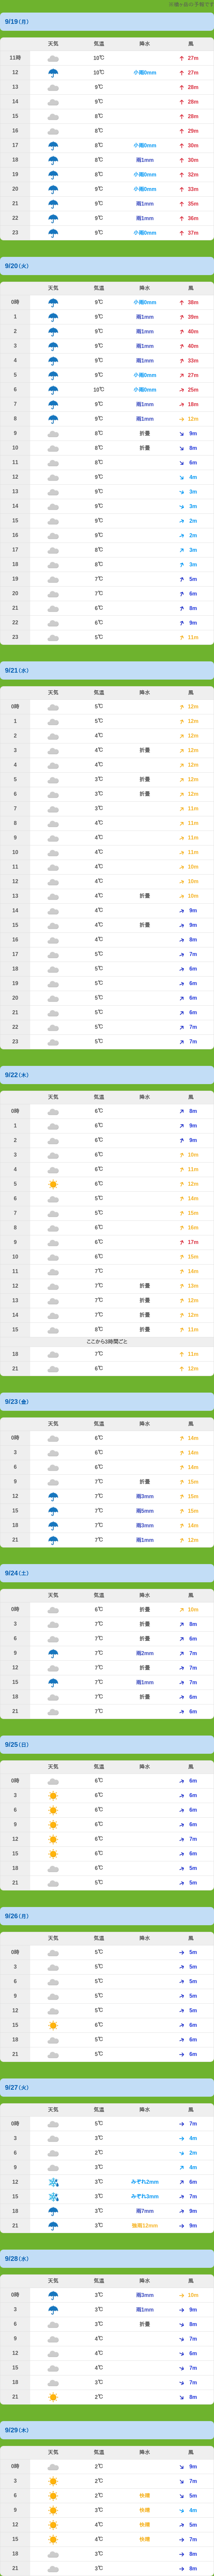 9/19(月)
天気 気温 降水 風
11時 10℃ 27m
12 10℃ 小雨0mm 27m
13 9℃ 28m
14 9℃ 28m
15 8℃ 28m
16 8℃ 29m
17 8℃ 小雨0mm 30m
18 8℃ 雨1mm 30m
19 8℃ 小雨0mm 32m
20 9℃ 小雨0mm 33m
21 9℃ 雨1mm 35m
22 9℃ 雨1mm 36m
23 9℃ 小雨0mm 37m
9/20(火)
天気 気温 降水 風
0時 9℃ 小雨0mm 38m
1 9℃ 雨1mm 39m
2 9℃ 雨1mm 40m
3 9℃ 雨1mm 40m
4 9℃ 雨1mm 33m
5 9℃ 小雨0mm 27m
6 10℃ 小雨0mm 25m
7 9℃ 雨1mm 18m
8 9℃ 雨1mm 12m
9 8℃ 折畳 9m
10 8℃ 折畳 8m
11 8℃ 6m
12 9℃ 4m
13 9℃ 3m
14 9℃ 3m
15 9℃ 2m
16 9℃ 2m
17 8℃ 3m
18 8℃ 3m
19 7℃ 5m
20 7℃ 6m
21 6℃ 8m
22 6℃ 9m
23 5℃ 11m
9/21(水)
天気 気温 降水 風
0時 5℃ 12m
1 5℃ 12m
2 4℃ 12m
3 4℃ 折畳 12m
4 4℃ 12m
5 3℃ 折畳 12m
6 3℃ 折畳 12m
7 3℃ 11m
8 4℃ 11m
9 4℃ 11m
10 4℃ 11m
11 4℃ 10m
12 4℃ 10m
13 4℃ 折畳 10m
14 4℃ 9m
15 4℃ 折畳 9m
16 4℃ 8m
17 5℃ 7m
18 5℃ 6m
19 5℃ 6m
20 5℃ 6m
21 5℃ 6m
22 5℃ 7m
23 5℃ 7m
9/22(木)
天気 気温 降水 風
0時 6℃ 8m
1 6℃ 9m
2 6℃ 9m
3 6℃ 10m
4 6℃ 11m
5 6℃ 12m
6 5℃ 14m
7 5℃ 15m
8 6℃ 16m
9 6℃ 17m
10 6℃ 15m
11 7℃ 14m
12 7℃ 折畳 13m
13 7℃ 折畳 12m
14 7℃ 折畳 12m
15 8℃ 折畳 11m
ここから3時間ごと
18 7℃ 11m
21 6℃ 12m
9/23(金)
天気 気温 降水 風
0時 6℃ 14m
3 6℃ 14m
6 6℃ 14m
9 7℃ 折畳 15m
12 7℃ 雨3mm 15m
15 7℃ 雨5mm 15m
18 7℃ 雨3mm 14m
21 7℃ 雨1mm 12m
9/24(土)
天気 気温 降水 風
0時 6℃ 折畳 10m
3 7℃ 折畳 8m
6 7℃ 折畳 6m
9 7℃ 雨2mm 7m
12 7℃ 折畳 7m
15 7℃ 雨1mm 7m
18 7℃ 折畳 6m
21 7℃ 6m
9/25(日)
天気 気温 降水 風
0時 6℃ 6m
3 6℃ 6m
6 6℃ 6m
9 6℃ 6m
12 6℃ 7m
15 6℃ 6m
18 6℃ 5m
21 5℃ 5m
9/26(月)
天気 気温 降水 風
0時 5℃ 5m
3 5℃ 5m
6 5℃ 5m
9 5℃ 5m
12 5℃ 5m
15 6℃ 6m
18 5℃ 6m
21 5℃ 6m
9/27(火)
天気 気温 降水 風
0時 5℃ 7m
3 3℃ 4m
6 2℃ 2m
9 3℃ 4m
12 3℃ みぞれ2mm 6m
15 3℃ みぞれ3mm 7m
18 3℃ 雨7mm 9m
21 3℃ 9m
9/28(水)
天気 気温 降水 風
0時 3℃ 雨3mm 10m
3 3℃ 雨1mm 9m
6 3℃ 折畳 8m
9 4℃ 7m
12 4℃ 6m
15 4℃ 7m
18 3℃ 7m
21 2℃ 8m
9/29(木)
天気 気温 降水 風
0時 2℃ 9m
3 2℃ 7m
6 2℃ 快晴 5m
9 3℃ 快晴 4m
12 4℃ 快晴 5m
15 4℃ 快晴 7m
18 3℃ 8m
21 3℃ 8m